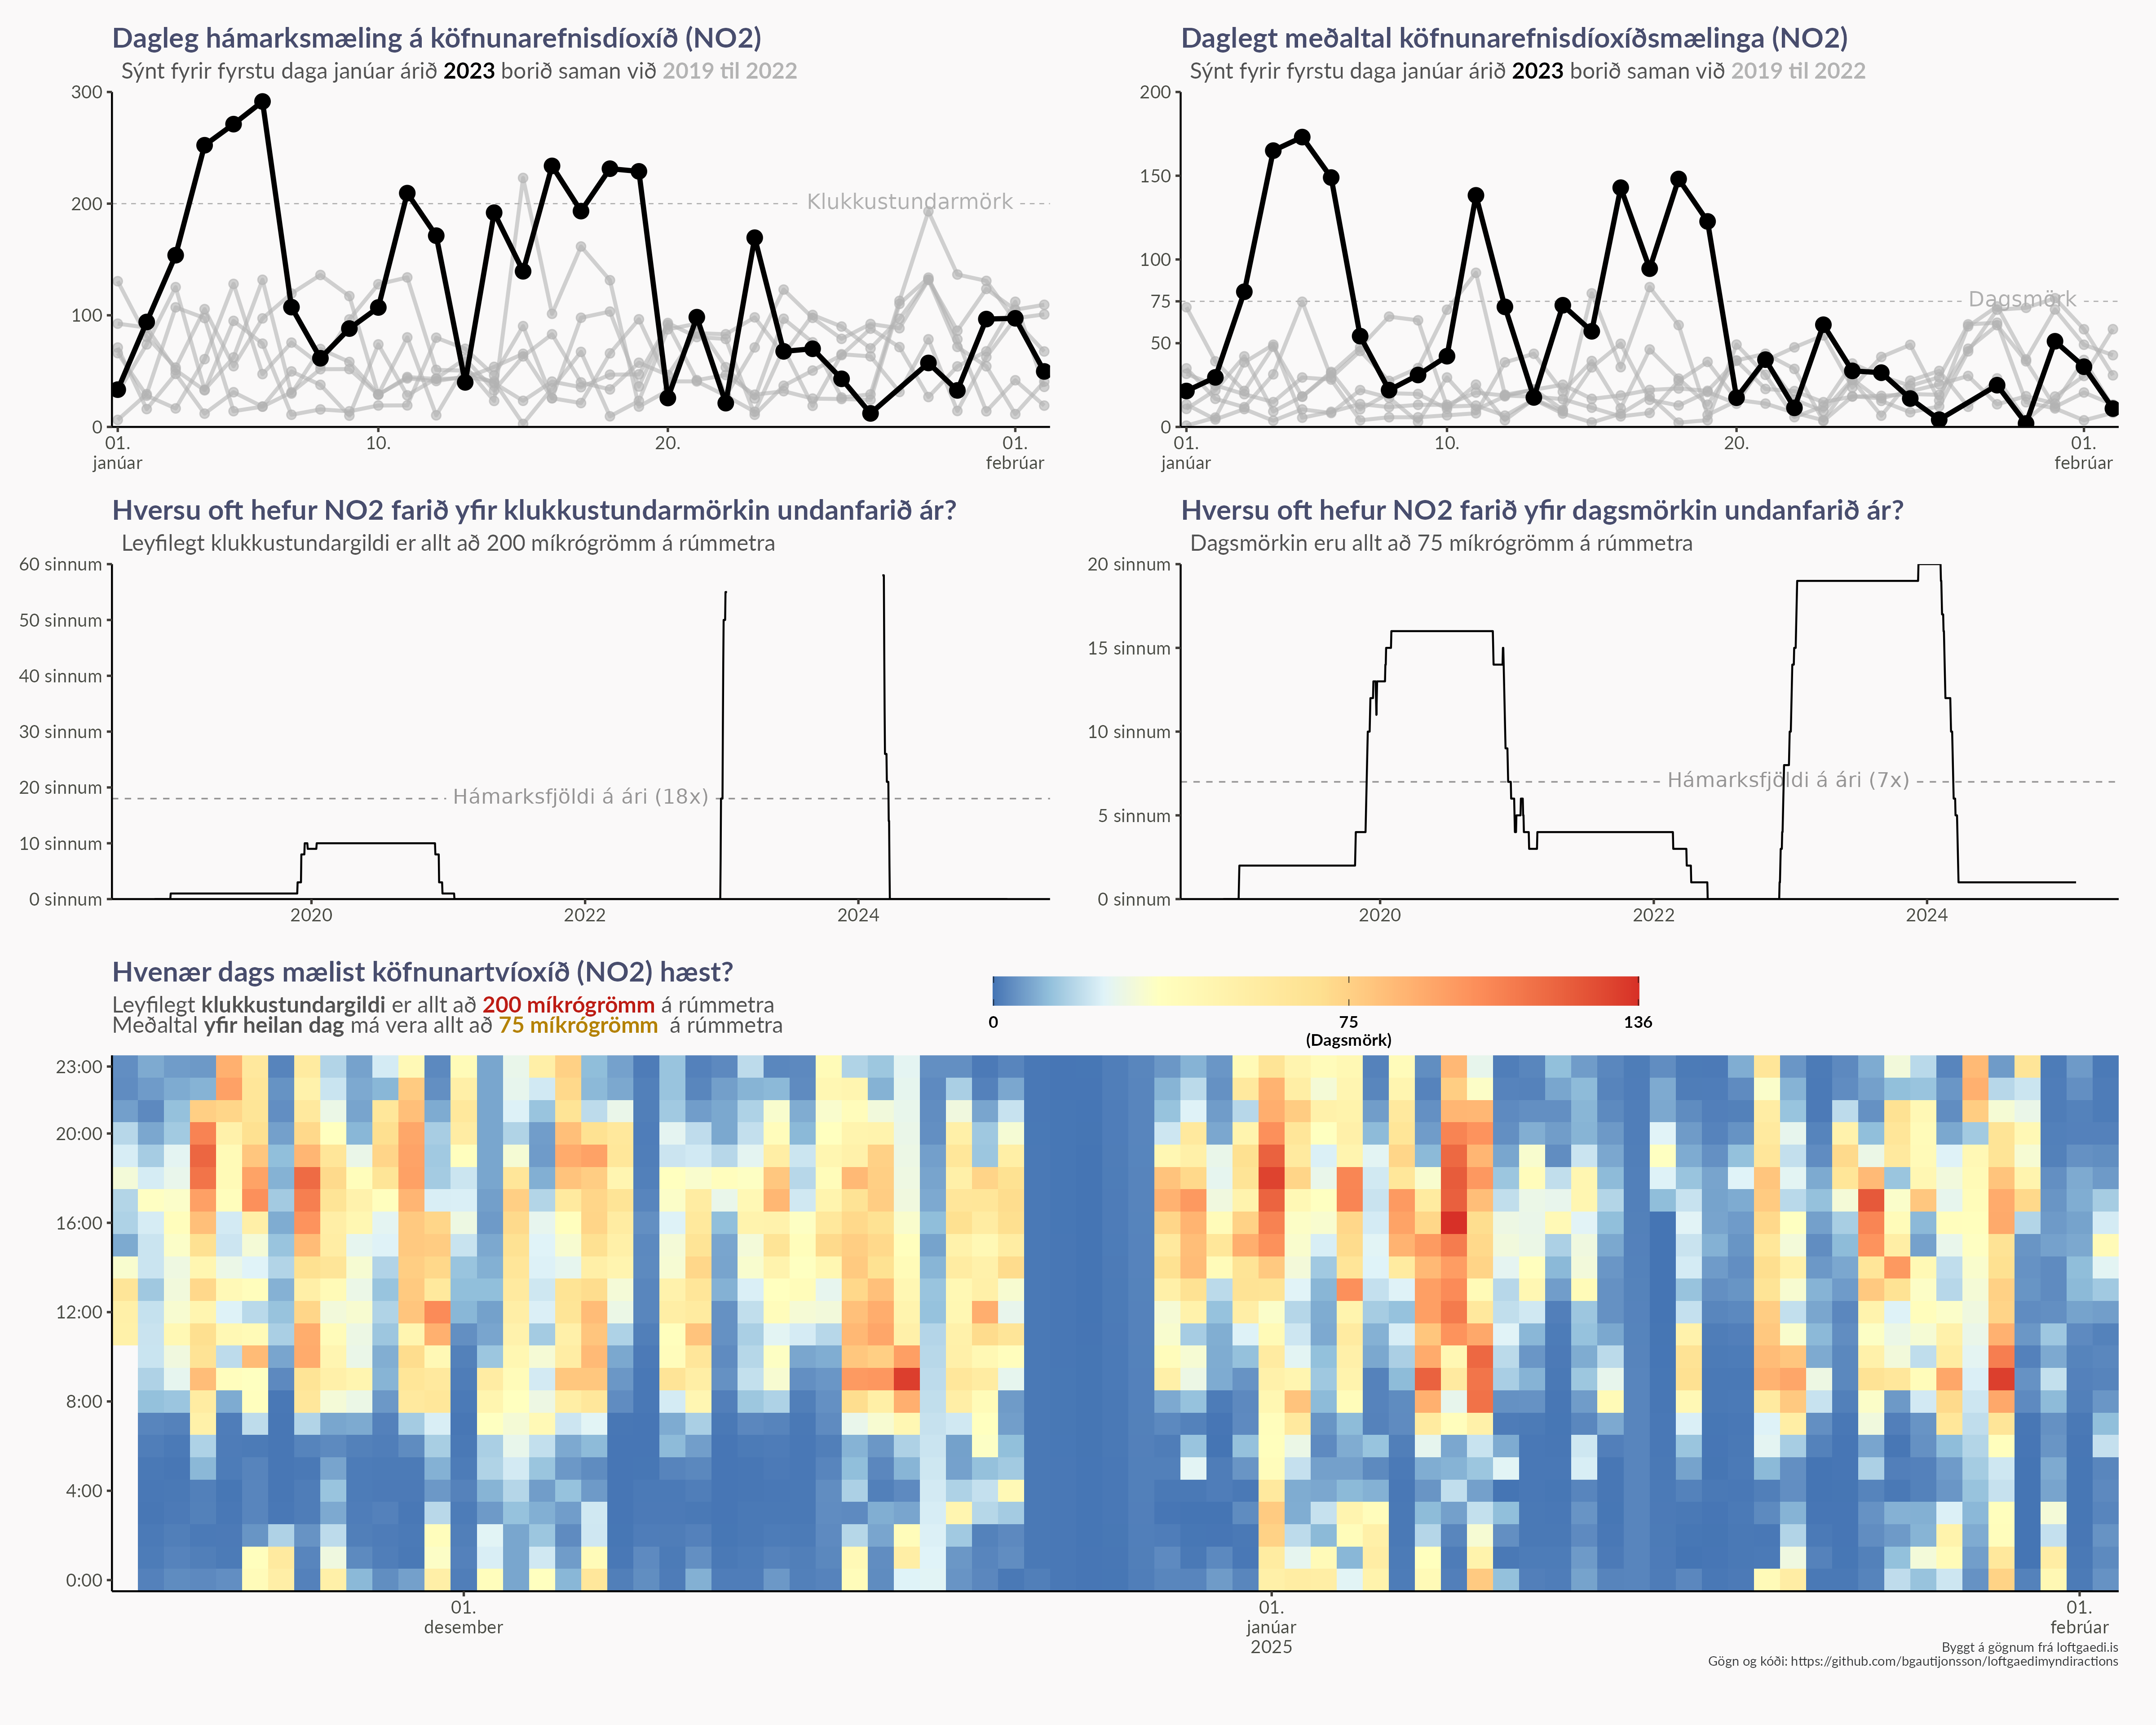 Dagleg hámarksmæling á köfnunarefnisdíoxíð (NO2)
Sýnt fyrir fyrstu daga janúar árið 2023 borið saman við 2019 til 2022
300
200
100
0
Klukkustundarmörk
01.
janúar
10.
20.
01.
febrúar
Daglegt meðaltal köfnunarefnisdíoxíðsmælinga (NO2)
Sýnt fyrir fyrstu daga janúar árið 2023 borið saman við 2019 til 2022
200
150
100
75
50
0
Dagsmörk
01.
janúar
10.
20.
01.
febrúar
Hversu oft hefur NO2 farið yfir klukkustundarmörkin undanfarið ár?
Leyfilegt klukkustundargildi er allt að 200 míkrógrömm á rúmmetra
60 sinnum
50 sinnum
40 sinnum
30 sinnum
20 sinnum
10 sinnum
0 sinnum
Hámarksfjöldi á ári (18x)
2020
2022
2024
Hversu oft hefur NO2 farið yfir dagsmörkin undanfarið ár?
Dagsmörkin eru allt að 75 míkrógrömm á rúmmetra
20 sinnum
15 sinnum
10 sinnum
5 sinnum
0 sinnum
Hámarksfjöldi á ári (7x)
2020
2022
2024
Hvenær dags mælist köfnunartvíoxíð (NO2) hæst?
Leyfilegt klukkustundargildi er allt að 200 míkrógrömm á rúmmetra
Meðaltal yfir heilan dag má vera allt að 75 míkrógrömm á rúmmetra
0
75
(Dagsmörk)
136
23:00
20:00
16:00
12:00
8:00
4:00
0:00
01.
desember
01.
janúar
2025
01.
febrúar
Byggt á gögnum frá loftgaedi.is
Gögn og kóði: https://github.com/bgautijonsson/loftgaedimyndiractions